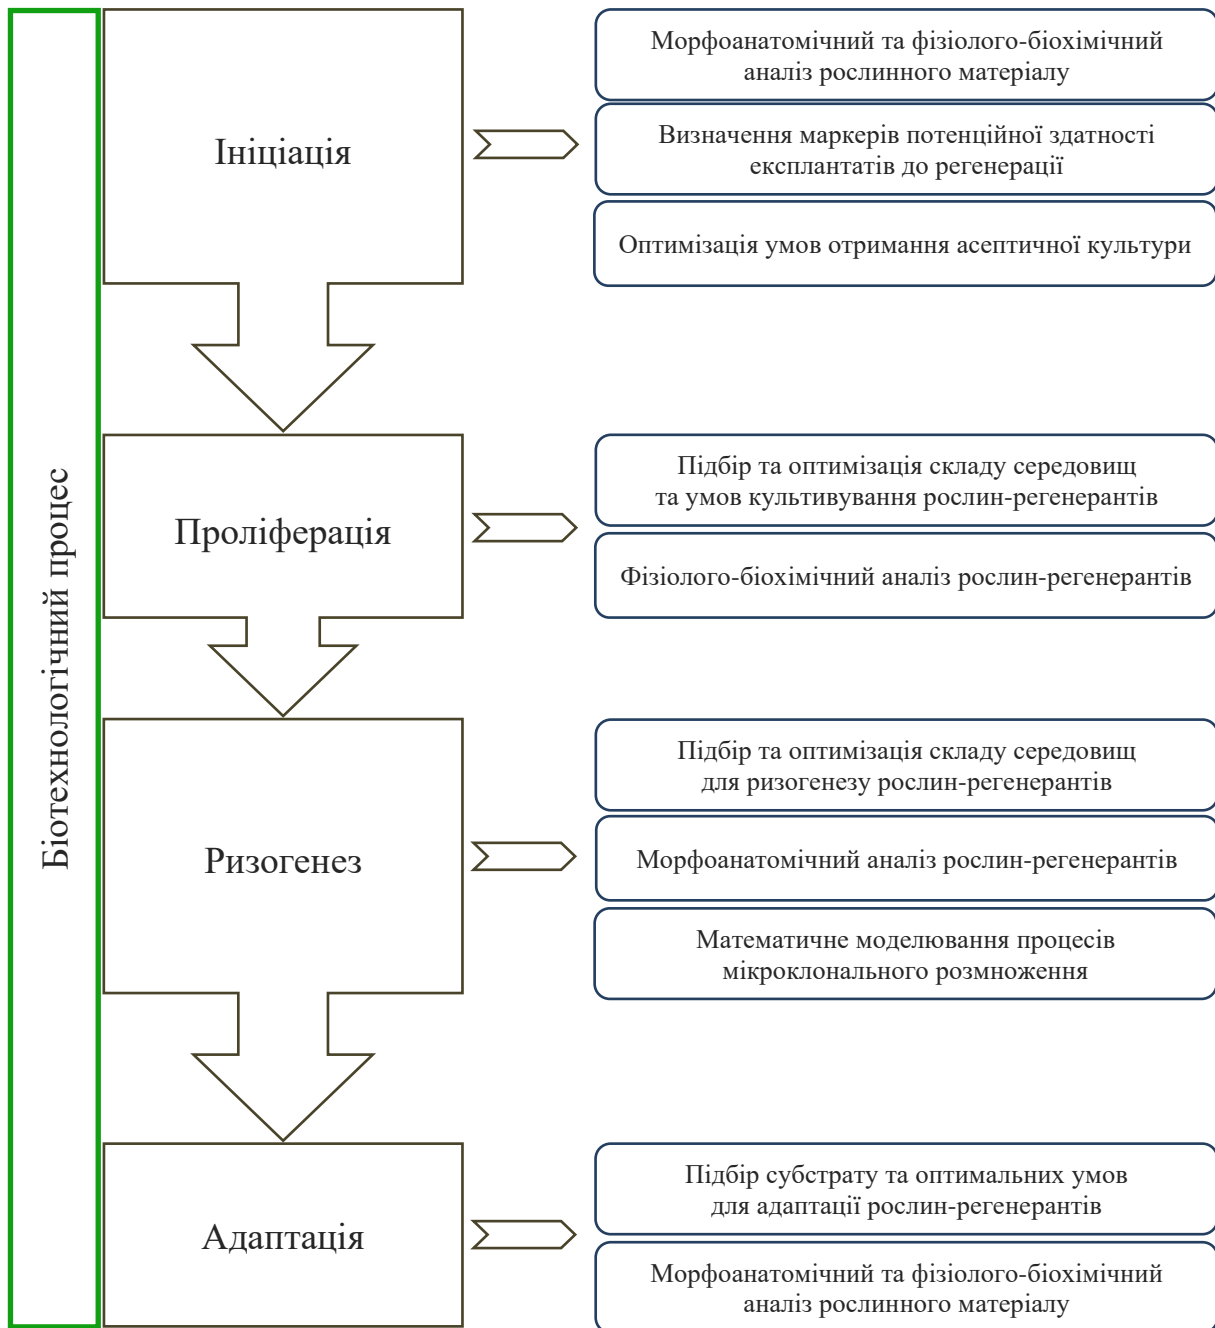 Біотехнологічний процес
Ініціація
Морфоанатомічний та фізіолого-біохімічний
аналіз рослинного матеріалу
Визначення маркерів потенційної здатності
експлантатів до регенерації
Оптимізація умов отримання асептичної культури
Проліферація
Підбір та оптимізація складу середовищ
та умов культивування рослин-регенерантів
Фізіолого-біохімічний аналіз рослин-регенерантів
Ризогенез
Підбір та оптимізація складу середовищ
для ризогенезу рослин-регенерантів
Морфоанатомічний аналіз рослин-регенерантів
Математичне моделювання процесів
мікроклонального розмноження
Адаптація
Підбір субстрату та оптимальних умов
для адаптації рослин-регенерантів
Морфоанатомічний та фізіолого-біохімічний
аналіз рослинного матеріалу